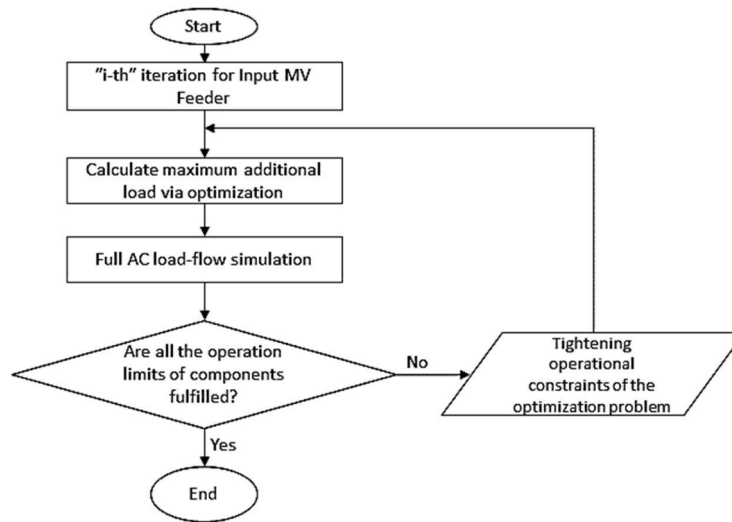 Start
"i-th" iteration for Input MV
Feeder
Calculate maximum additional
load via optimization
Full AC load-flow simulation
Are all the operation
limits of components
fulfilled?
No
Tightening
operational
constraints of the
optimization problem
Yes
End